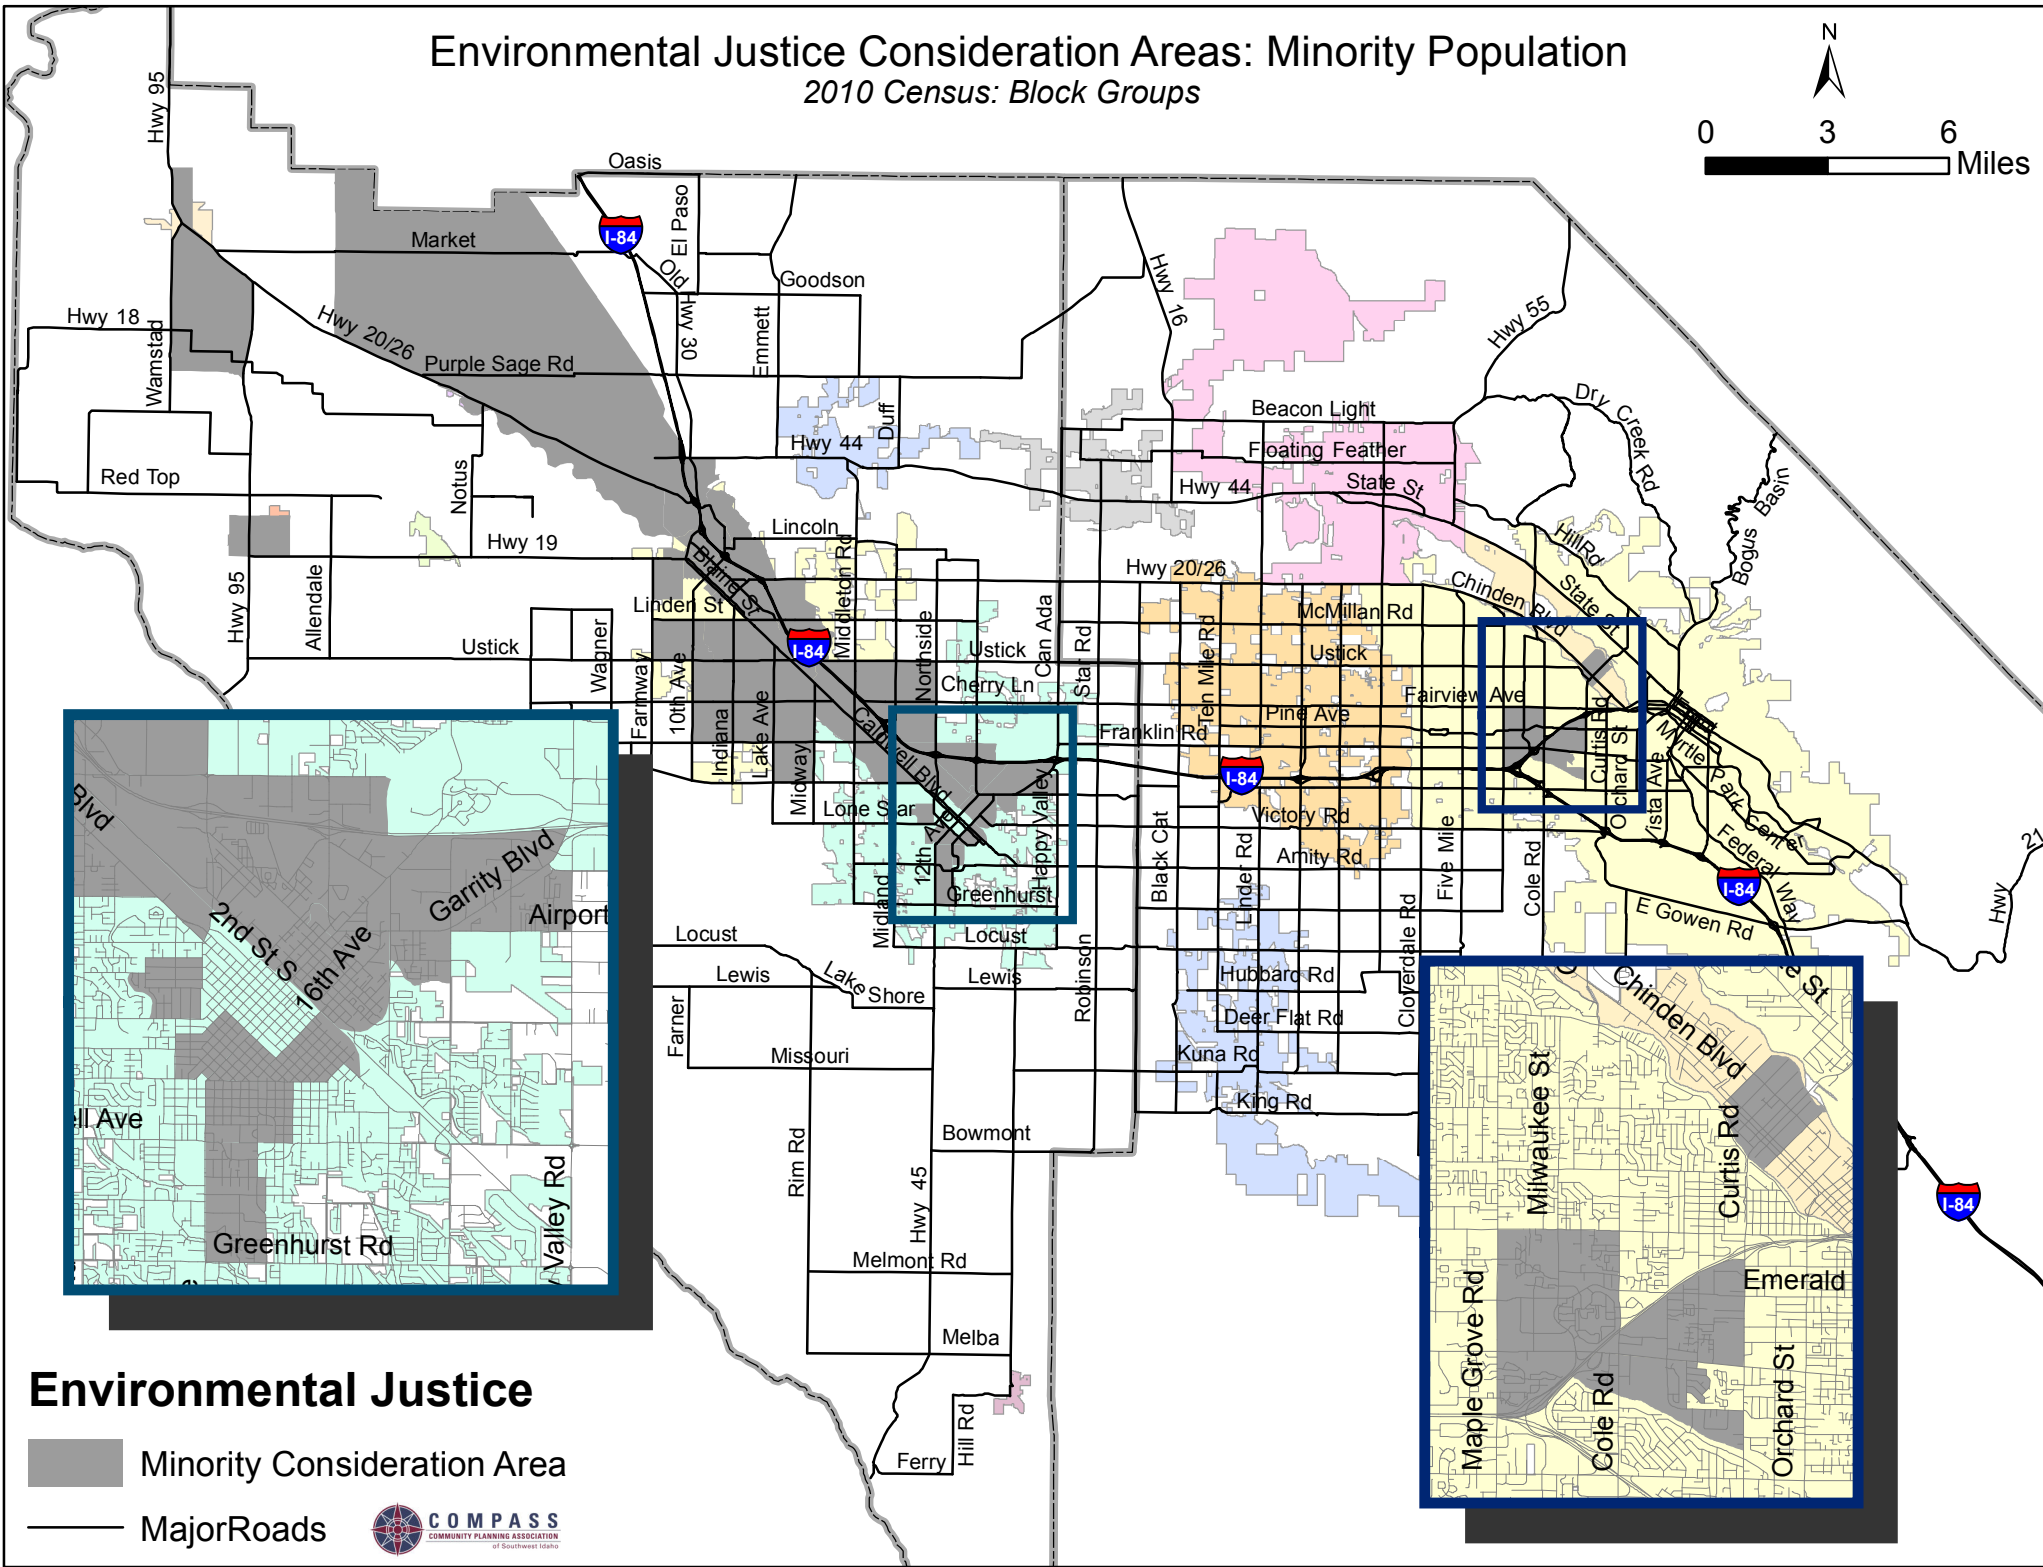 Environmental Justice Consideration Areas: Minority Population
2010 Census: Block Groups
N
0 3 6
Miles
Hwy 95
Oasis
El Paso
I-84
Market
Old Hwy 30
Goodson
Emmett
Hwy 16
Hwy 55
Hwy 18
Wamstad
Hwy 20/26
Purple Sage Rd
Duff
Beacon Light
Dry Creek Rd
Hwy 44
Floating Feather
Red Top
Notus
Hwy 44
State St
Bogus Basin
Lincoln
Hwy 19
Blaine St
Middleton Rd
Hwy 20/26
Hill Rd
Chinden Blvd
State St
Hwy 95
Allendale
Linden St
McMillan Rd
Ustick
Wagner
Farmway
10th Ave
I-84
Northside
Ustick
Can Ada
Star Rd
Ten Mile Rd
Ustick
Cherry Ln
Fairview Ave
Indiana
Lake Ave
Midway
Caldwell Blvd
Franklin Rd
Pine Ave
Curtis Rd
Orchard St
Front
Myrtle
Park Center
Vista Ave
I-84
Lone Star
Happy Valley
Victory Rd
Black Cat
Linder Rd
Amity Rd
Five Mile
Cole Rd
Federal Way
I-84
Hwy 21
12th Ave
Midland
Greenhurst
E Gowen Rd
Locust
Locust
Cloverdale Rd
Lewis
Lake Shore
Lewis
Robinson
Hubbard Rd
Deer Flat Rd
Farner
Missouri
Kuna Rd
King Rd
Bowmont
Rim Rd
Hwy 45
Melmont Rd
Melba
Hill Rd
Ferry
I-84
Blvd
Garrity Blvd
2nd St S
16th Ave
Airport
ell Ave
Greenhurst Rd
Valley Rd
e St
Chinden Blvd
Milwaukee St
Curtis Rd
Emerald
Maple Grove Rd
Cole Rd
Orchard St
Environmental Justice
Minority Consideration Area
MajorRoads
COMPASS
COMMUNITY PLANNING ASSOCIATION
of Southwest Idaho